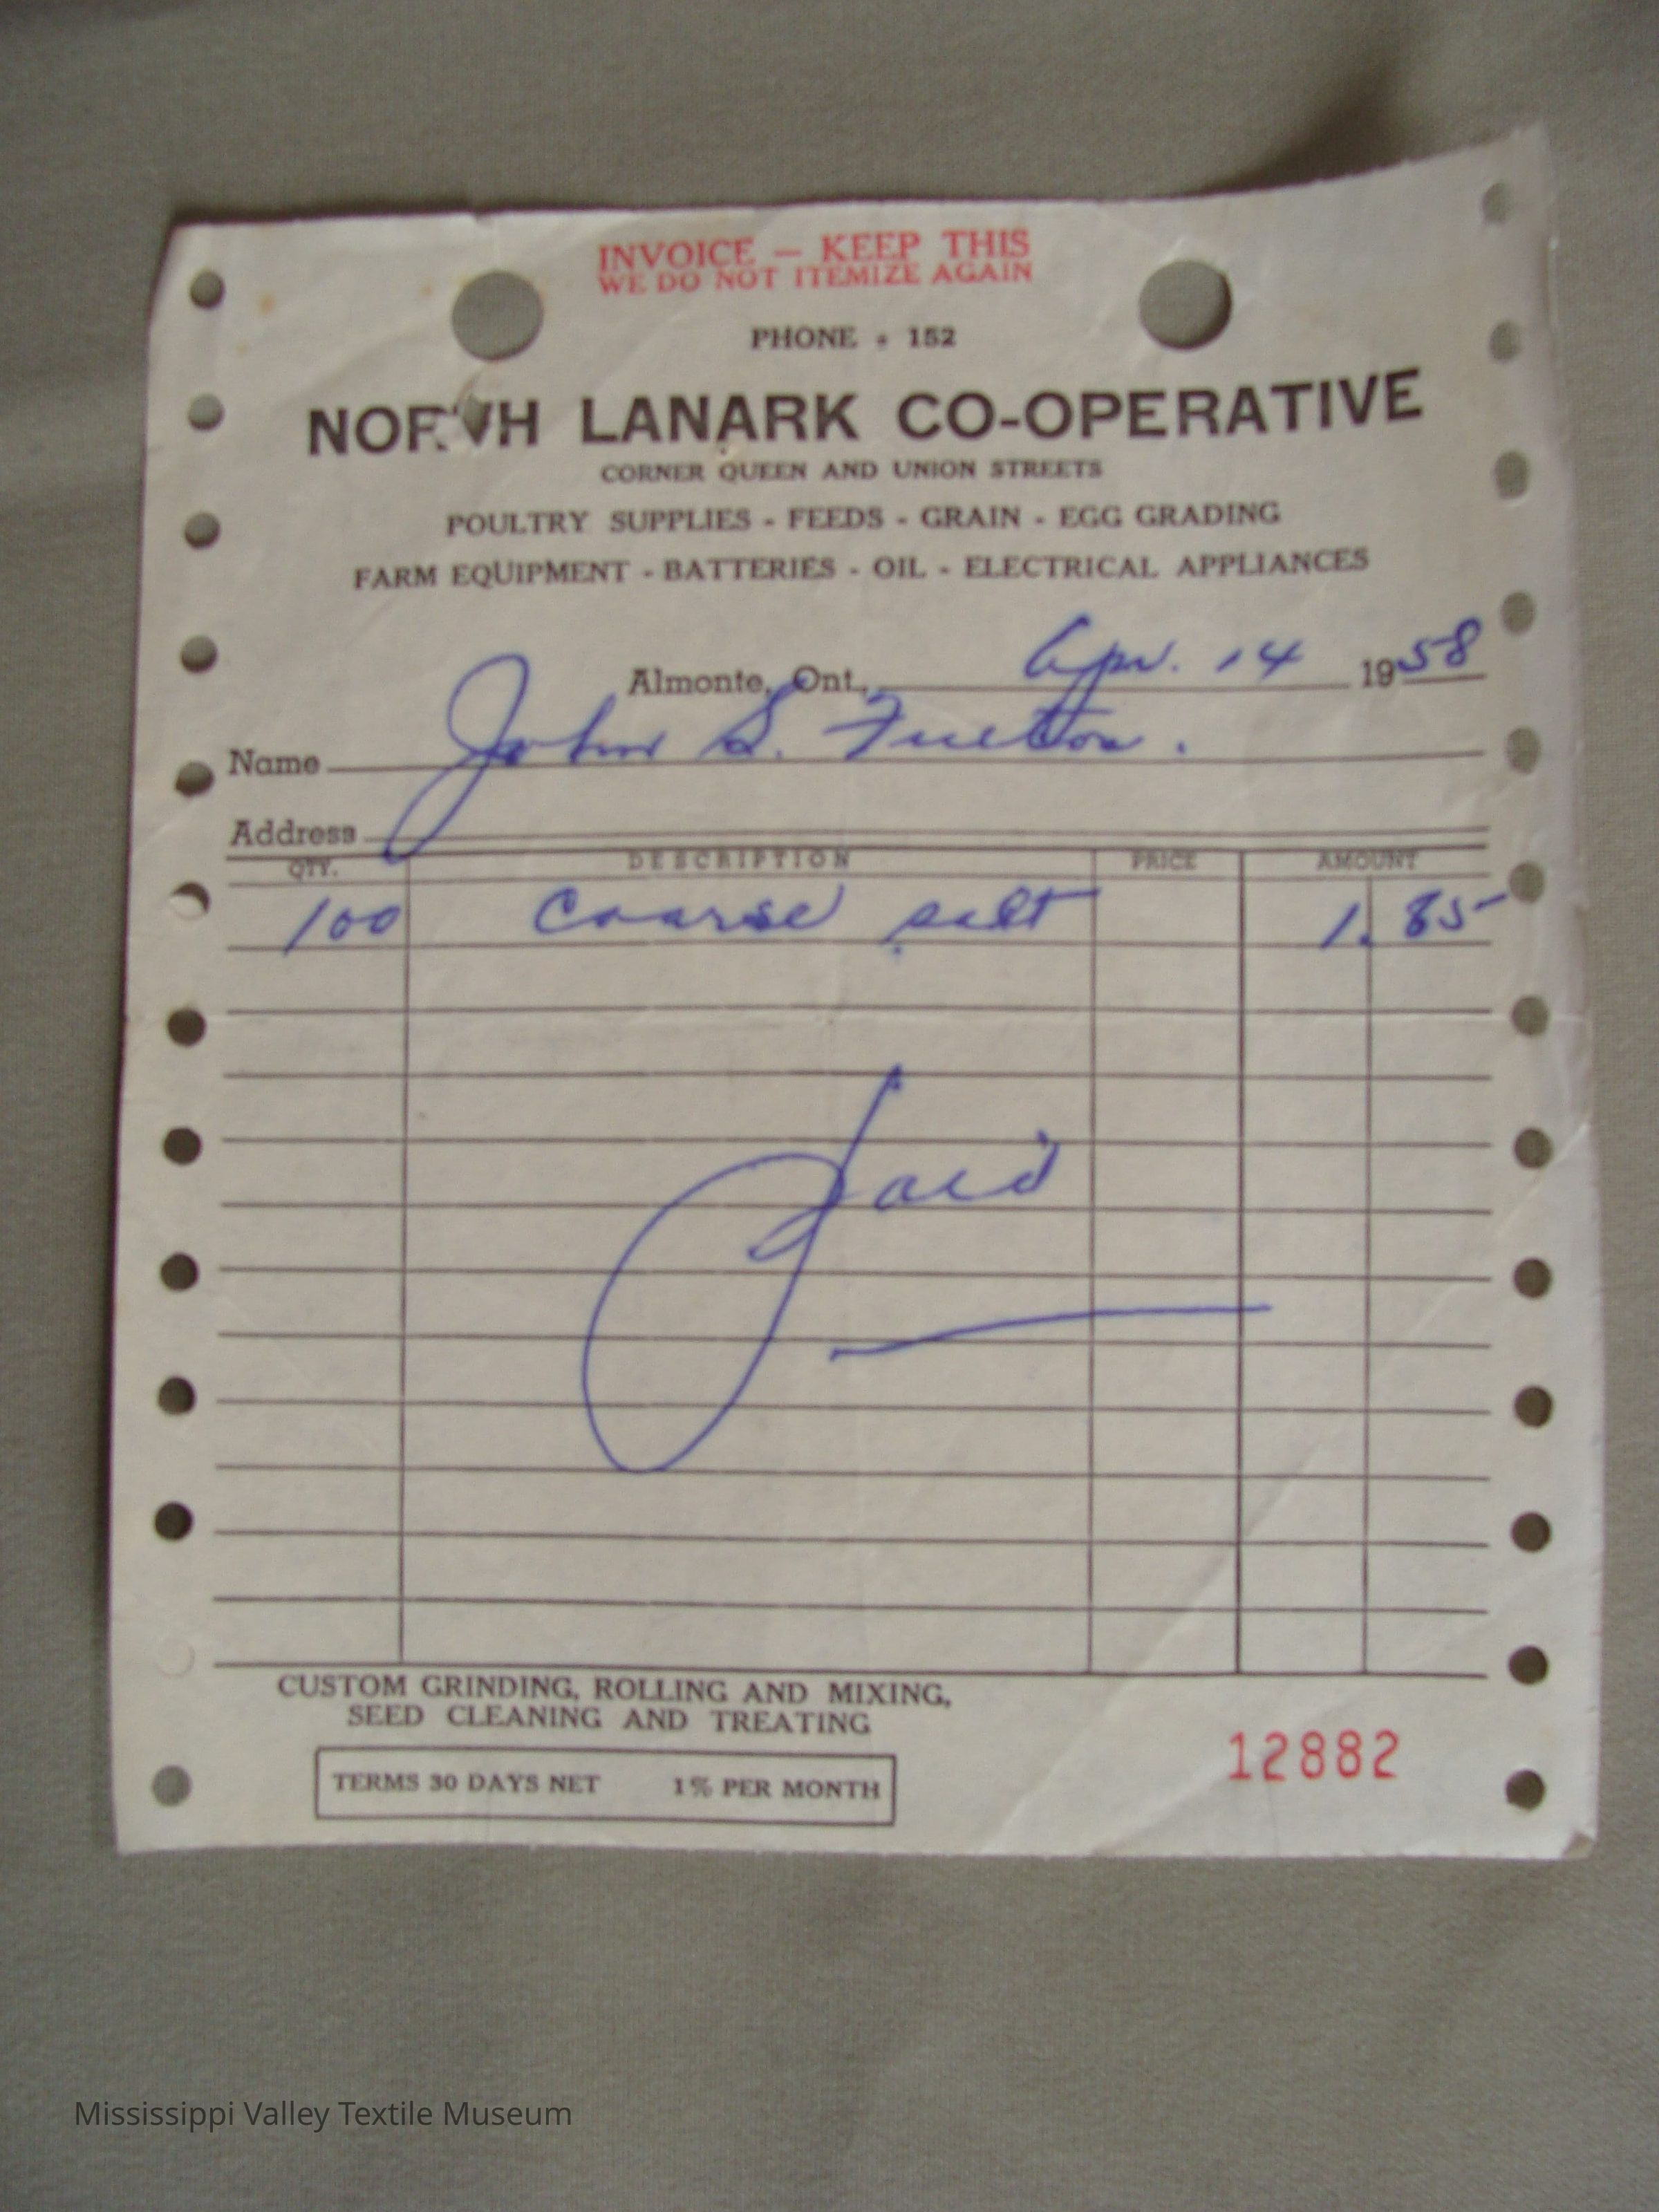 INVOICE — KEEP THIS
WE DO NOT ITEMIZE AGAIN
PHONE - 152
NORTH LANARK CO-OPERATIVE
CORNER QUEEN AND UNION STREETS
POULTRY SUPPLIES - FEEDS - GRAIN - EGG GRADING
FARM EQUIPMENT - BATTERIES - OIL - ELECTRICAL APPLIANCES
Almonte, Ont., Apr. 14 1958
Name John S. Fulton.
Address
QTY. DESCRIPTION PRICE AMOUNT
100 Coarse salt 1.85
Paid
CUSTOM GRINDING, ROLLING AND MIXING,
SEED CLEANING AND TREATING
TERMS 30 DAYS NET 1% PER MONTH
12882
Mississippi Valley Textile Museum